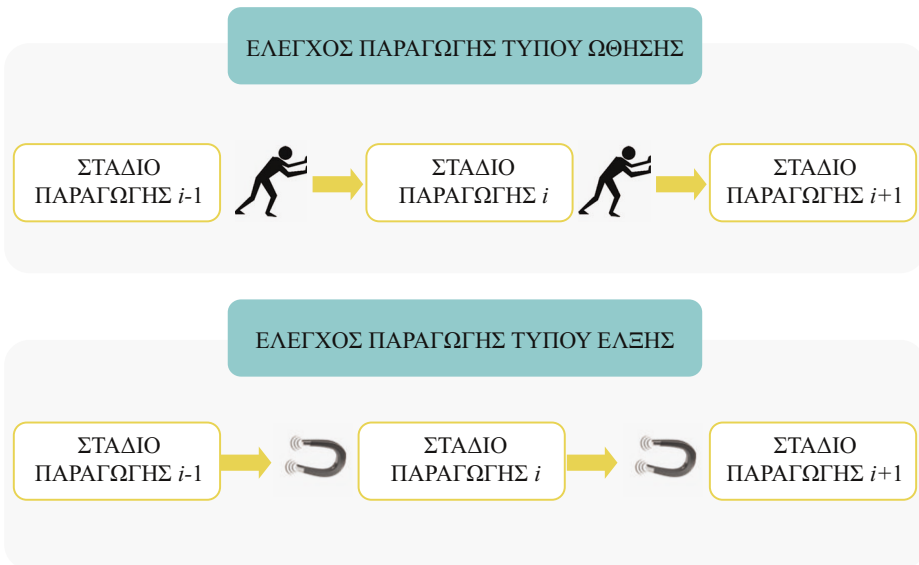 ΕΛΕΓΧΟΣ ΠΑΡΑΓΩΓΗΣ ΤΥΠΟΥ ΩΘΗΣΗΣ
ΣΤΑΔΙΟ
ΠΑΡΑΓΩΓΗΣ i-1
ΣΤΑΔΙΟ
ΠΑΡΑΓΩΓΗΣ i
ΣΤΑΔΙΟ
ΠΑΡΑΓΩΓΗΣ i+1
ΕΛΕΓΧΟΣ ΠΑΡΑΓΩΓΗΣ ΤΥΠΟΥ ΕΛΞΗΣ
ΣΤΑΔΙΟ
ΠΑΡΑΓΩΓΗΣ i-1
ΣΤΑΔΙΟ
ΠΑΡΑΓΩΓΗΣ i
ΣΤΑΔΙΟ
ΠΑΡΑΓΩΓΗΣ i+1